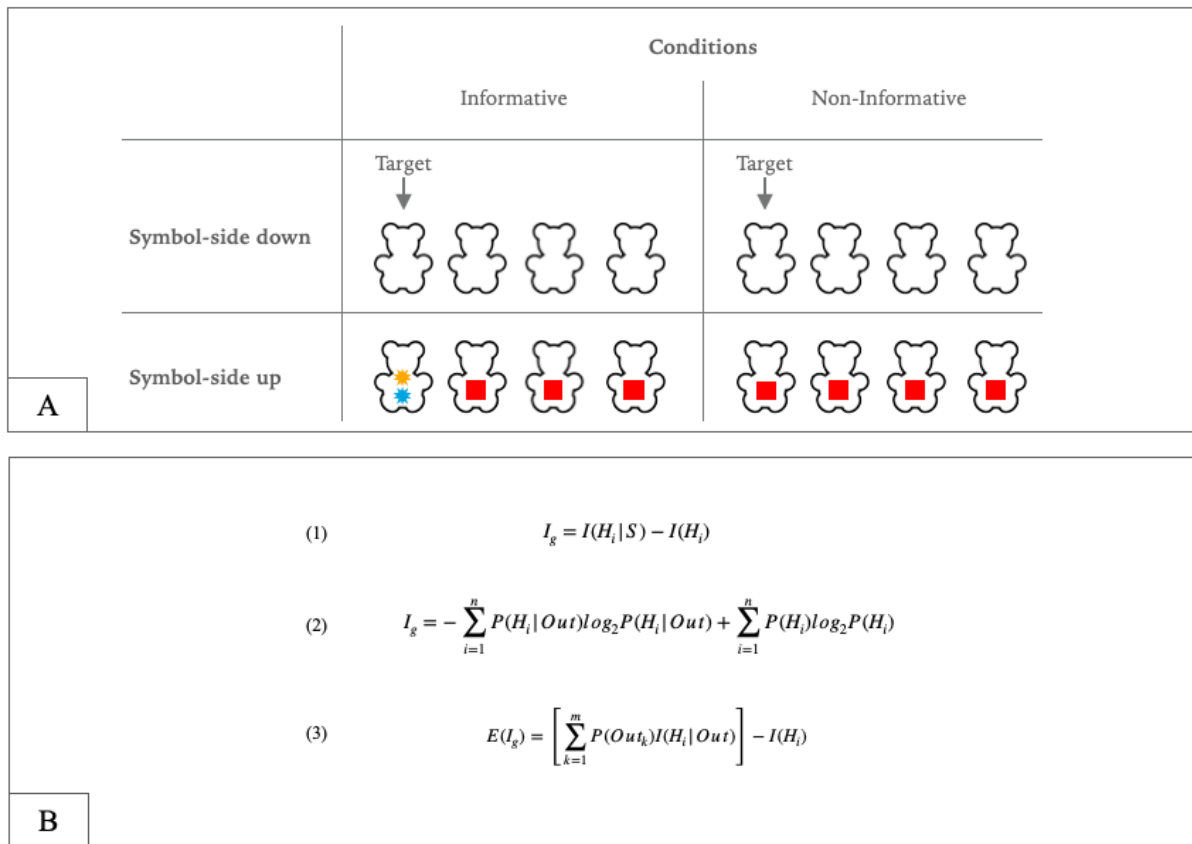 Conditions
Informative Non-Informative
Target Target
Symbol-side down
Symbol-side up
A
(1) I_g = I(H_i|S) − I(H_i)
(2) I_g = − ∑_{i=1}^{n} P(H_i|Out)log_2P(H_i|Out) + ∑_{i=1}^{n} P(H_i)log_2P(H_i)
(3) E(I_g) = [∑_{k=1}^{m} P(Out_k)I(H_i|Out)] − I(H_i)
B